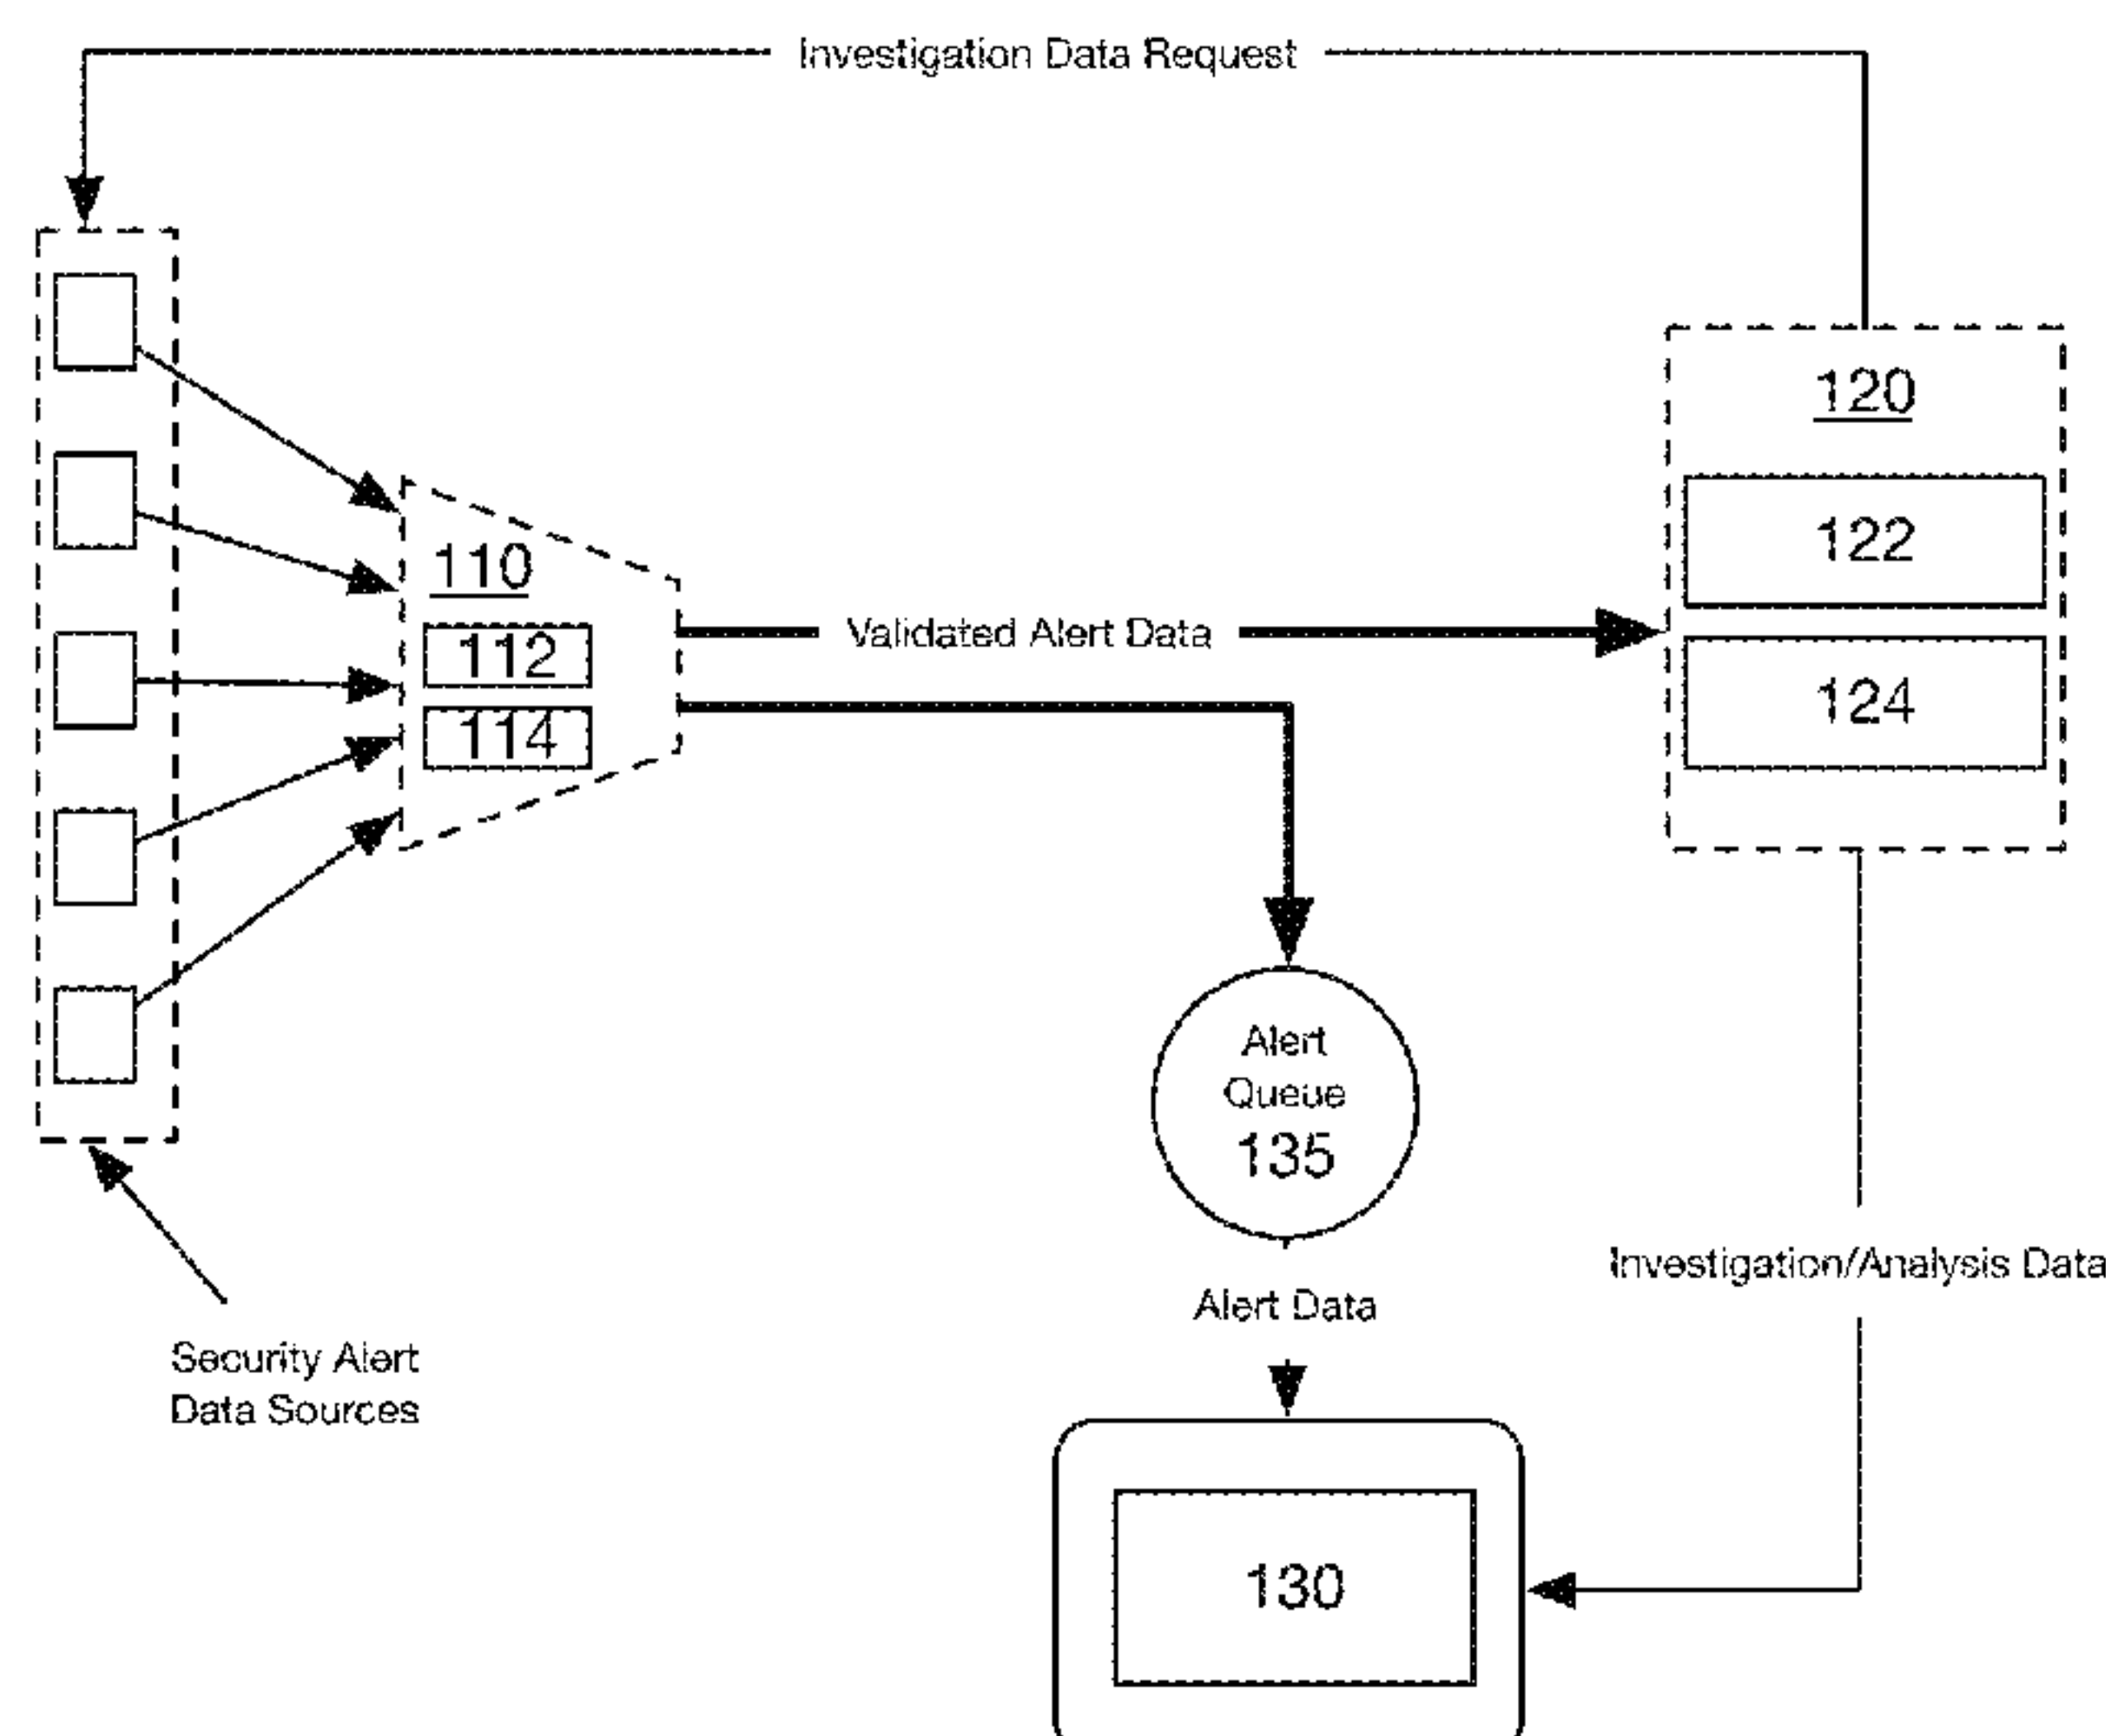 Investigation Data Request
120
122
110
Validated Alert Data
112
124
114
Alert
Queue
135
Investigation/Analysis Data
Alert Data
Security Alert
Data Sources
130